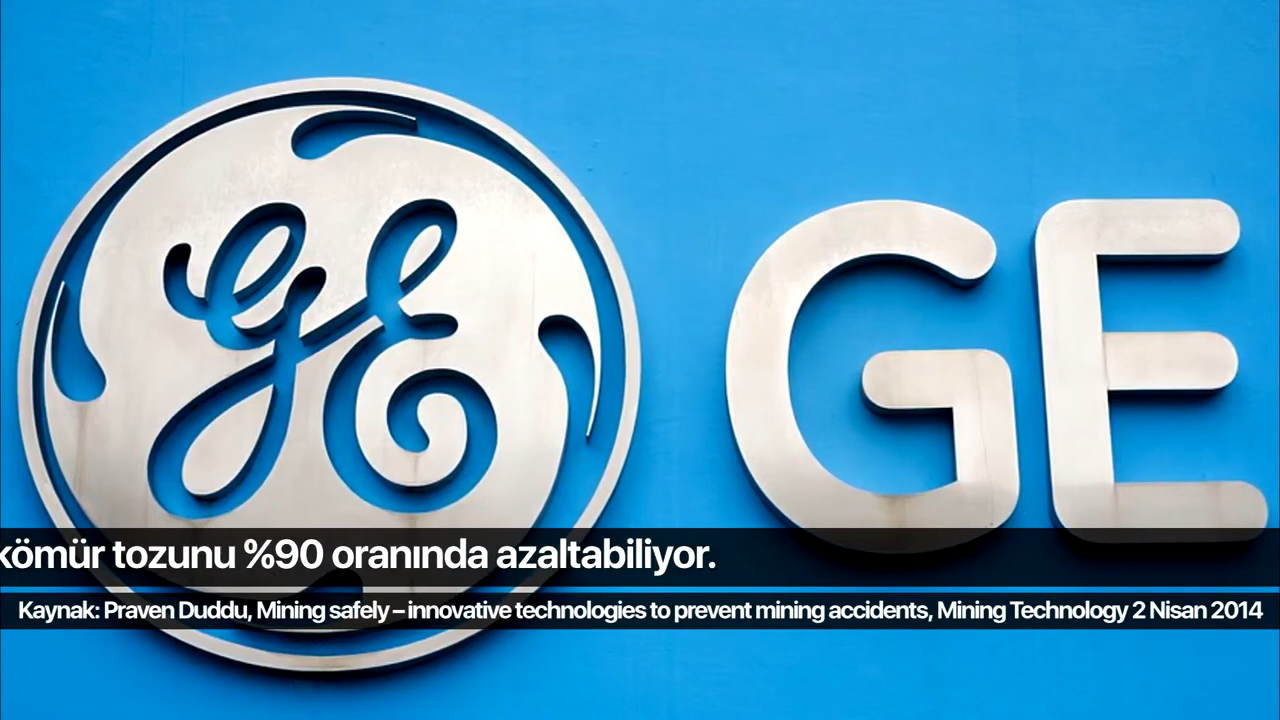 GE
GE
kömür tozunu %90 oranında azaltabiliyor.
Kaynak: Praven Duddu, Mining safely – innovative technologies to prevent mining accidents, Mining Technology 2 Nisan 2014